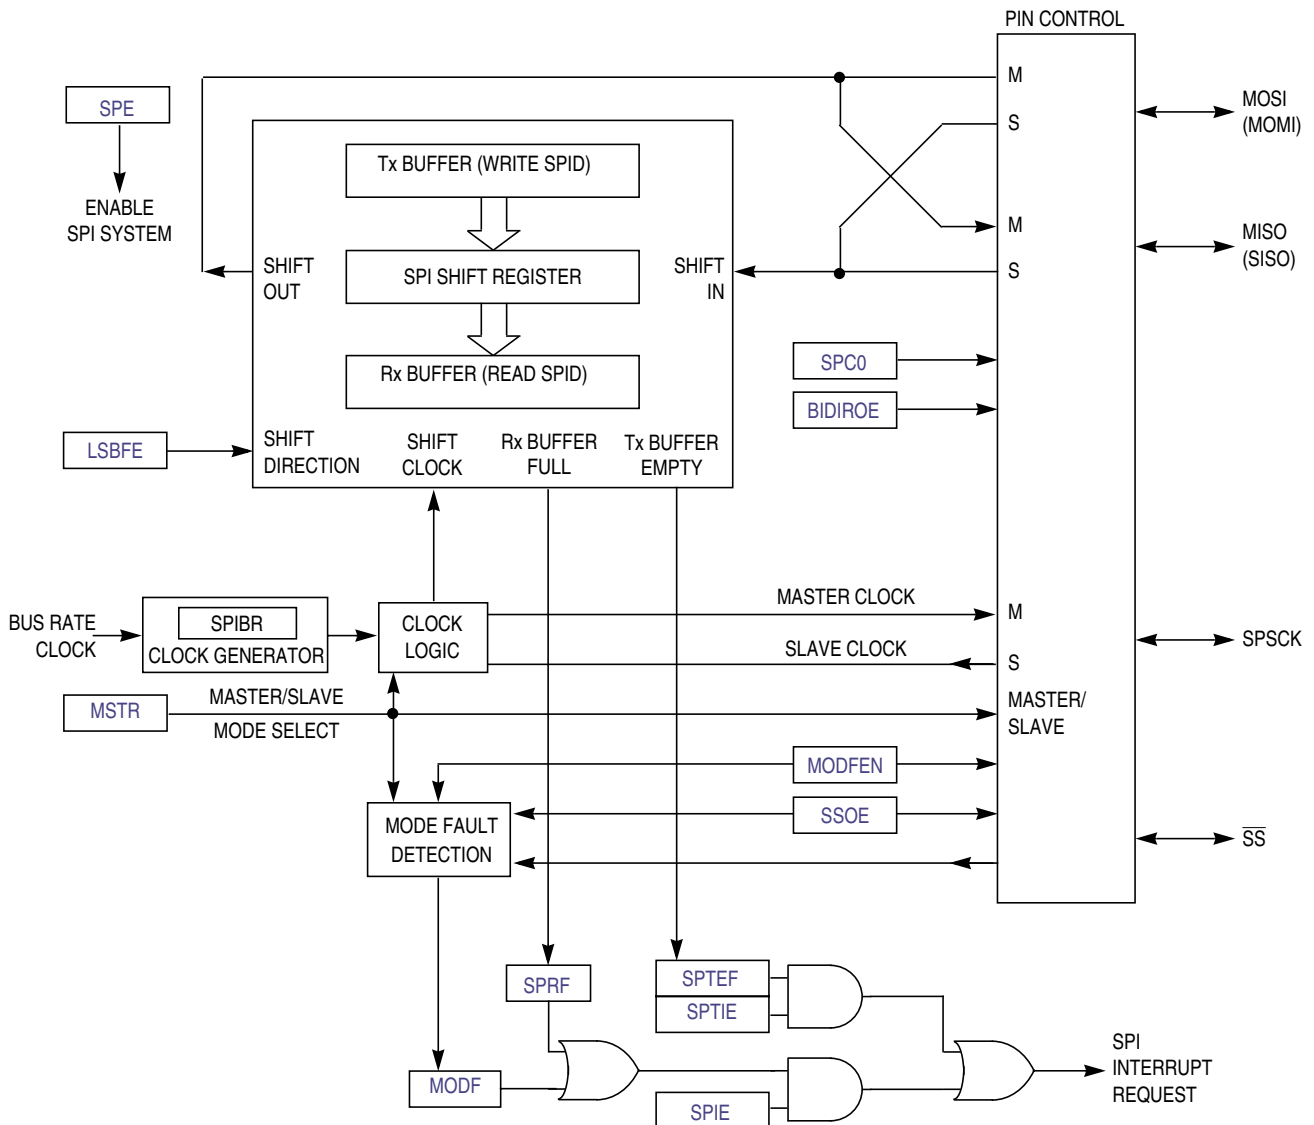 PIN CONTROL
M
SPE
MOSI
(MOMI)
S
Tx BUFFER (WRITE SPID)
ENABLE
SPI SYSTEM
M
MISO
(SISO)
SHIFT
OUT
SPI SHIFT REGISTER
SHIFT
IN
S
SPC0
Rx BUFFER (READ SPID)
BIDIROE
LSBFE
SHIFT
DIRECTION
SHIFT
CLOCK
Rx BUFFER
FULL
Tx BUFFER
EMPTY
MASTER CLOCK
M
BUS RATE
CLOCK
SPIBR
CLOCK GENERATOR
CLOCK
LOGIC
SPSCK
SLAVE CLOCK
S
MSTR
MASTER/SLAVE
MODE SELECT
MASTER/
SLAVE
MODFEN
SSOE
MODE FAULT
DETECTION
SS
SPRF
SPTEF
SPTIE
SPI
INTERRUPT
REQUEST
MODF
SPIE